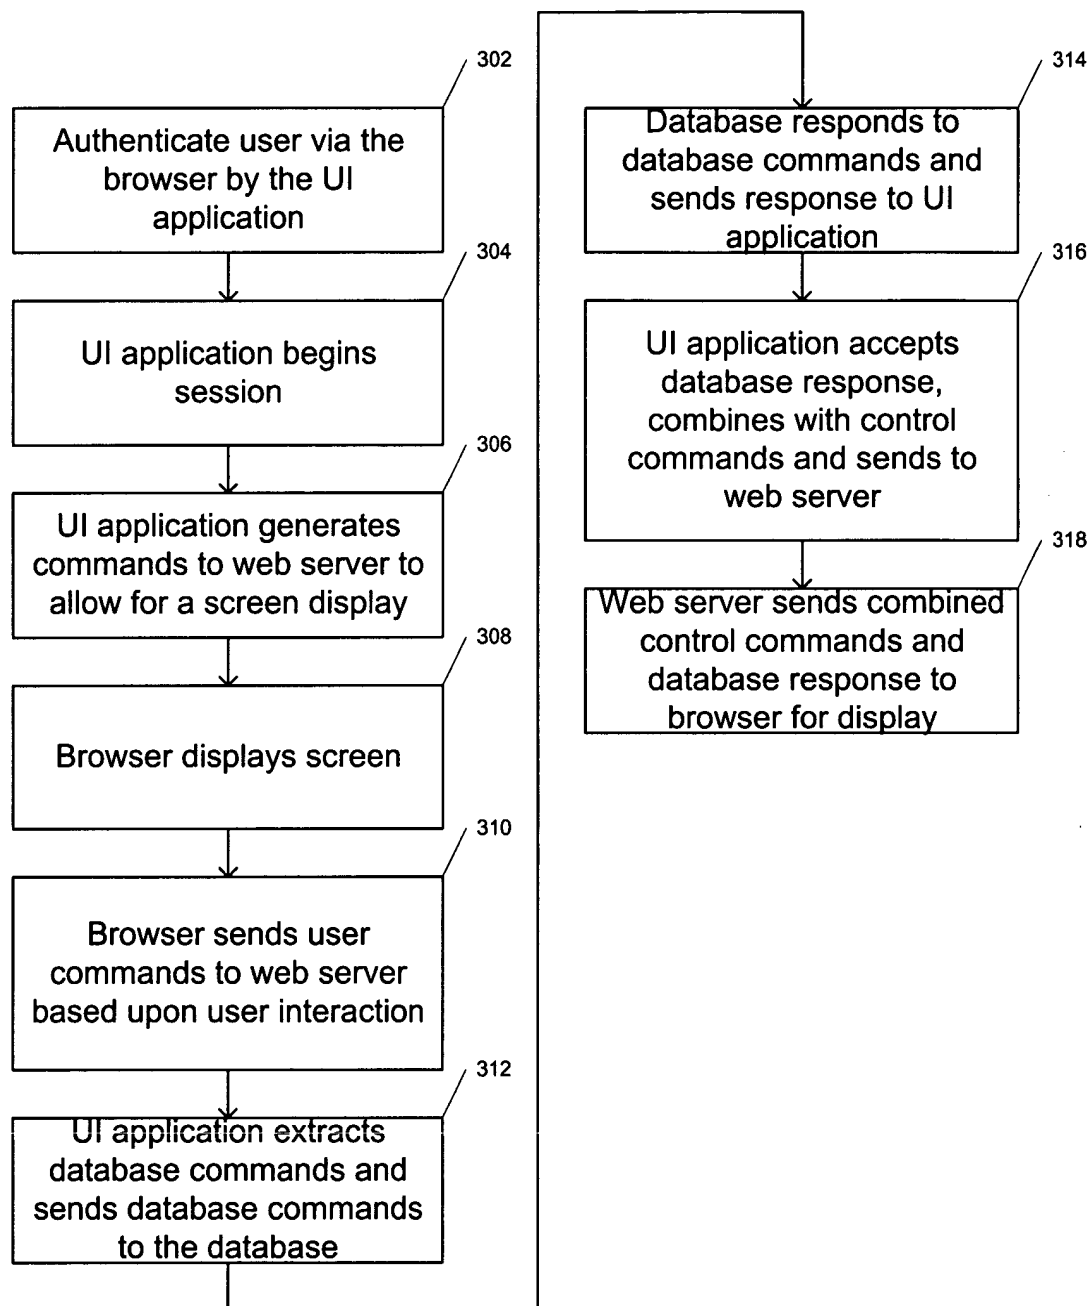 302
Authenticate user via the
browser by the UI
application
304
UI application begins
session
306
UI application generates
commands to web server to
allow for a screen display
308
Browser displays screen
310
Browser sends user
commands to web server
based upon user interaction
312
UI application extracts
database commands and
sends database commands
to the database
314
Database responds to
database commands and
sends response to UI
application
316
UI application accepts
database response,
combines with control
commands and sends to
web server
318
Web server sends combined
control commands and
database response to
browser for display